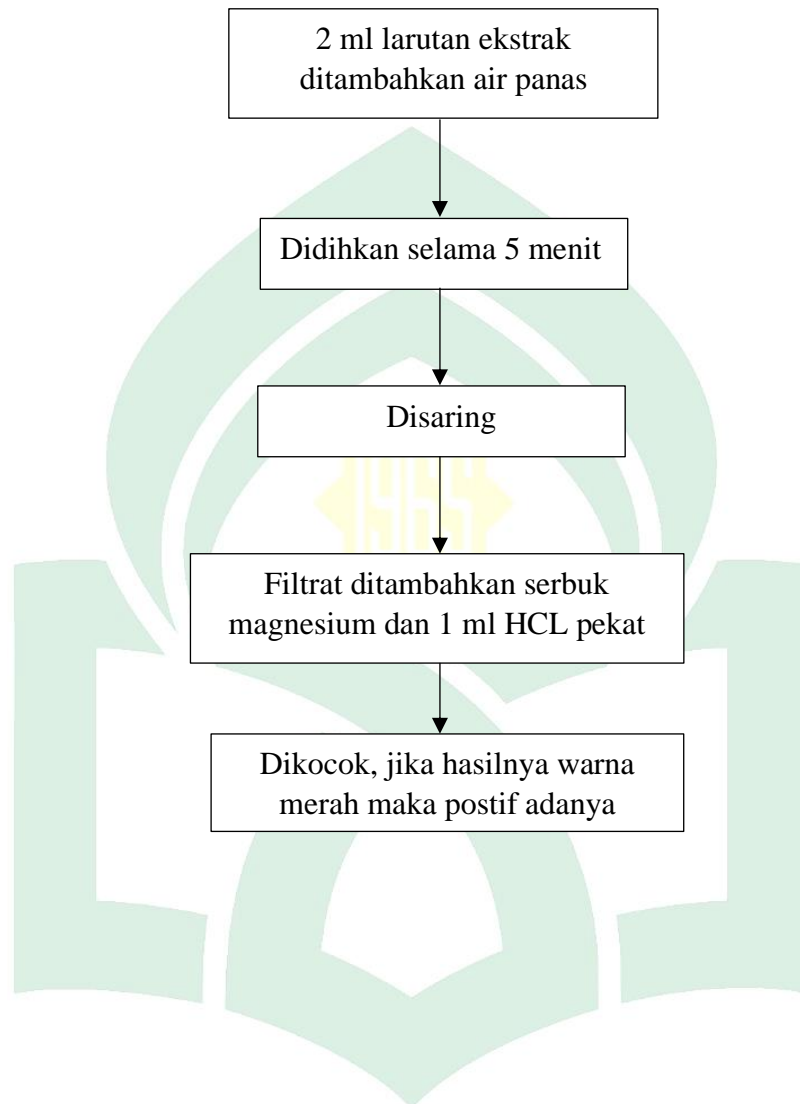 2 ml larutan ekstrak
ditambahkan air panas
Didihkan selama 5 menit
Disaring
1965
Filtrat ditambahkan serbuk
magnesium dan 1 ml HCL pekat
Dikocok, jika hasilnya warna
merah maka postif adanya